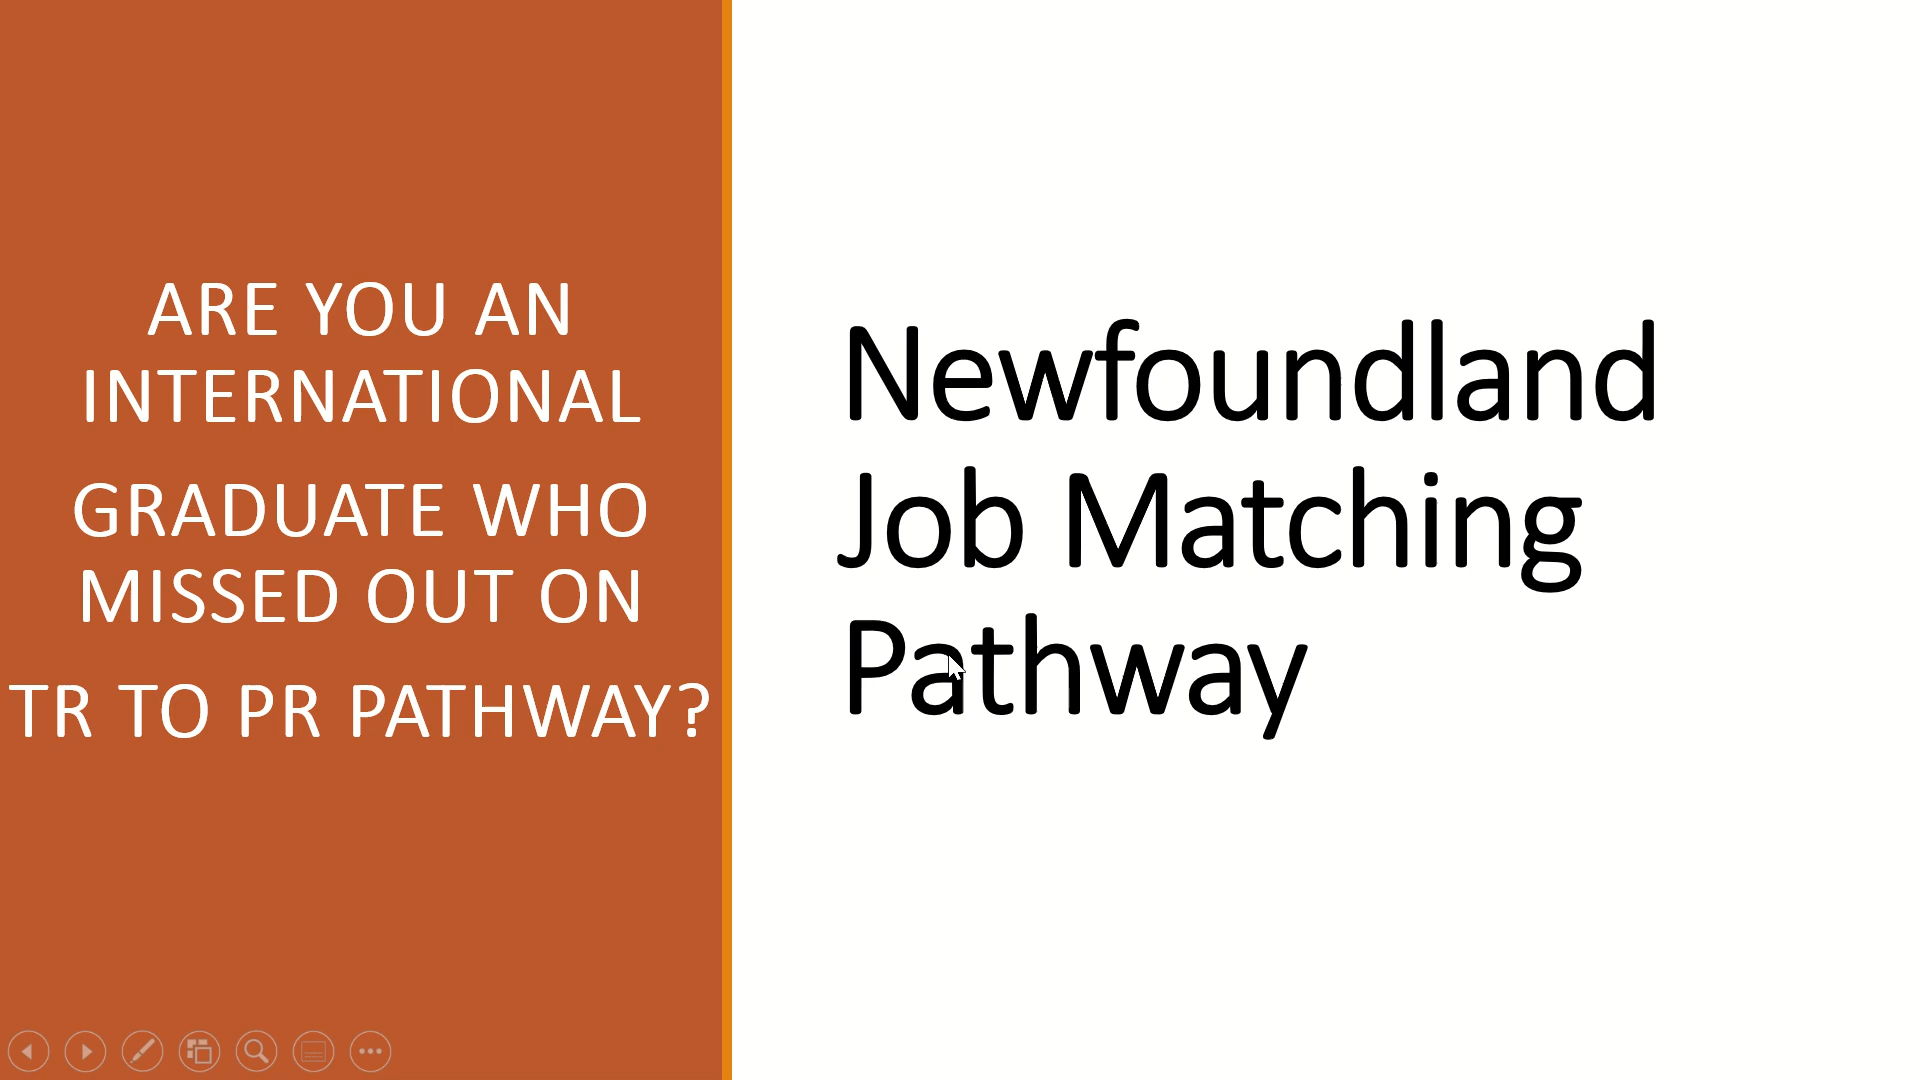 ARE YOU AN
INTERNATIONAL
GRADUATE WHO
MISSED OUT ON
TR TO PR PATHWAY?
Newfoundland
Job Matching
Pathway